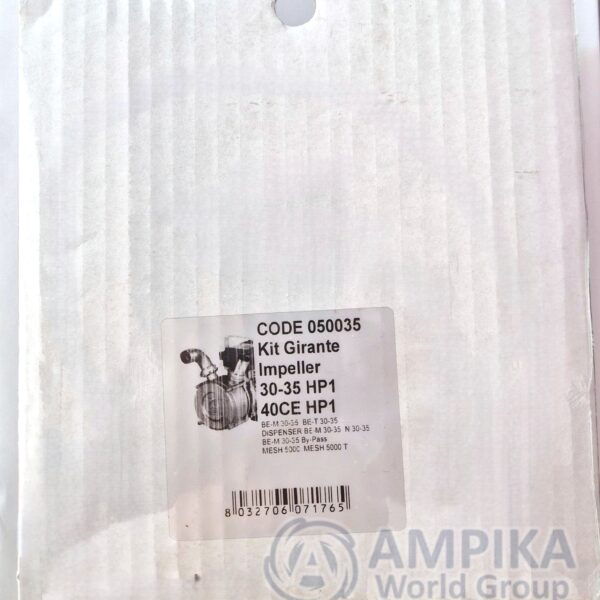 CODE 050035
Kit Girante
Impeller
30-35 HP1
40CE HP1
BE-M 30-35 BE-T 30-35
DISPENSER BE-M 30-35 N 30-35
BE-M 30-35 By-Pass
MESH 5000 MESH 5000 T
8 032706 071765
AMPIKA
World Group